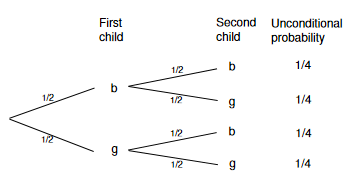 First child Second child Unconditional probability
1/2 b 1/2 b 1/4
1/2 g 1/4
1/2 g 1/2 b 1/4
1/2 g 1/4